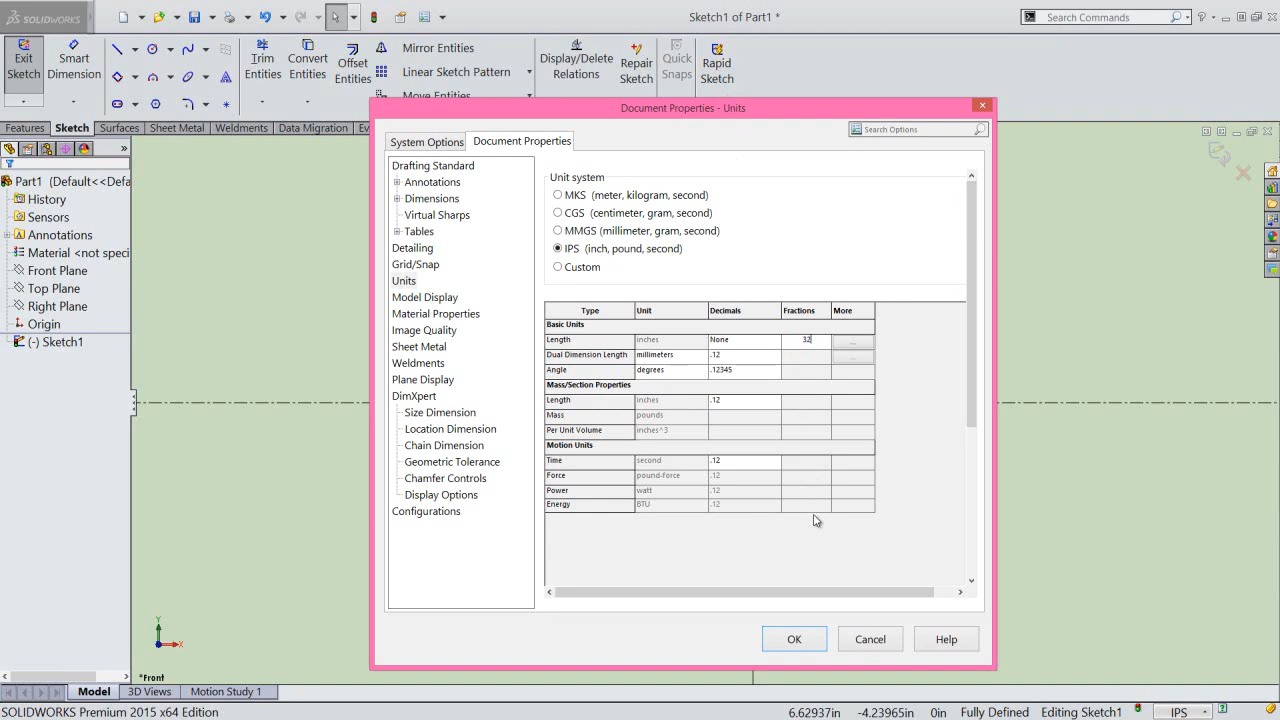 SOLIDWORKS
Sketch1 of Part1 *
Search Commands
Exit Sketch
Smart Dimension
Trim Entities
Convert Entities
Offset Entities
Mirror Entities
Linear Sketch Pattern
Move Entities
Display/Delete Relations
Repair Sketch
Quick Snaps
Rapid Sketch
Features
Sketch
Surfaces
Sheet Metal
Weldments
Data Migration
Document Properties - Units
System Options
Document Properties
Search Options
Part1 (Default<<Defa
History
Sensors
Annotations
Material <not speci
Front Plane
Top Plane
Right Plane
Origin
(-) Sketch1
Drafting Standard
Annotations
Dimensions
Virtual Sharps
Tables
Detailing
Grid/Snap
Units
Model Display
Material Properties
Image Quality
Sheet Metal
Weldments
Plane Display
DimXpert
Size Dimension
Location Dimension
Chain Dimension
Geometric Tolerance
Chamfer Controls
Display Options
Configurations
Unit system
MKS (meter, kilogram, second)
CGS (centimeter, gram, second)
MMGS (millimeter, gram, second)
IPS (inch, pound, second)
Custom
Type Unit Decimals Fractions More
Basic Units
Length inches None 32
Dual Dimension Length millimeters .12
Angle degrees .12345
Mass/Section Properties
Length inches .12
Mass pounds
Per Unit Volume inches^3
Motion Units
Time second .12
Force pound-force .12
Power watt .12
Energy BTU .12
OK Cancel Help
Y
X
*Front
Model 3D Views Motion Study 1
SOLIDWORKS Premium 2015 x64 Edition 6.62937in -4.23965in 0in Fully Defined Editing Sketch1 IPS